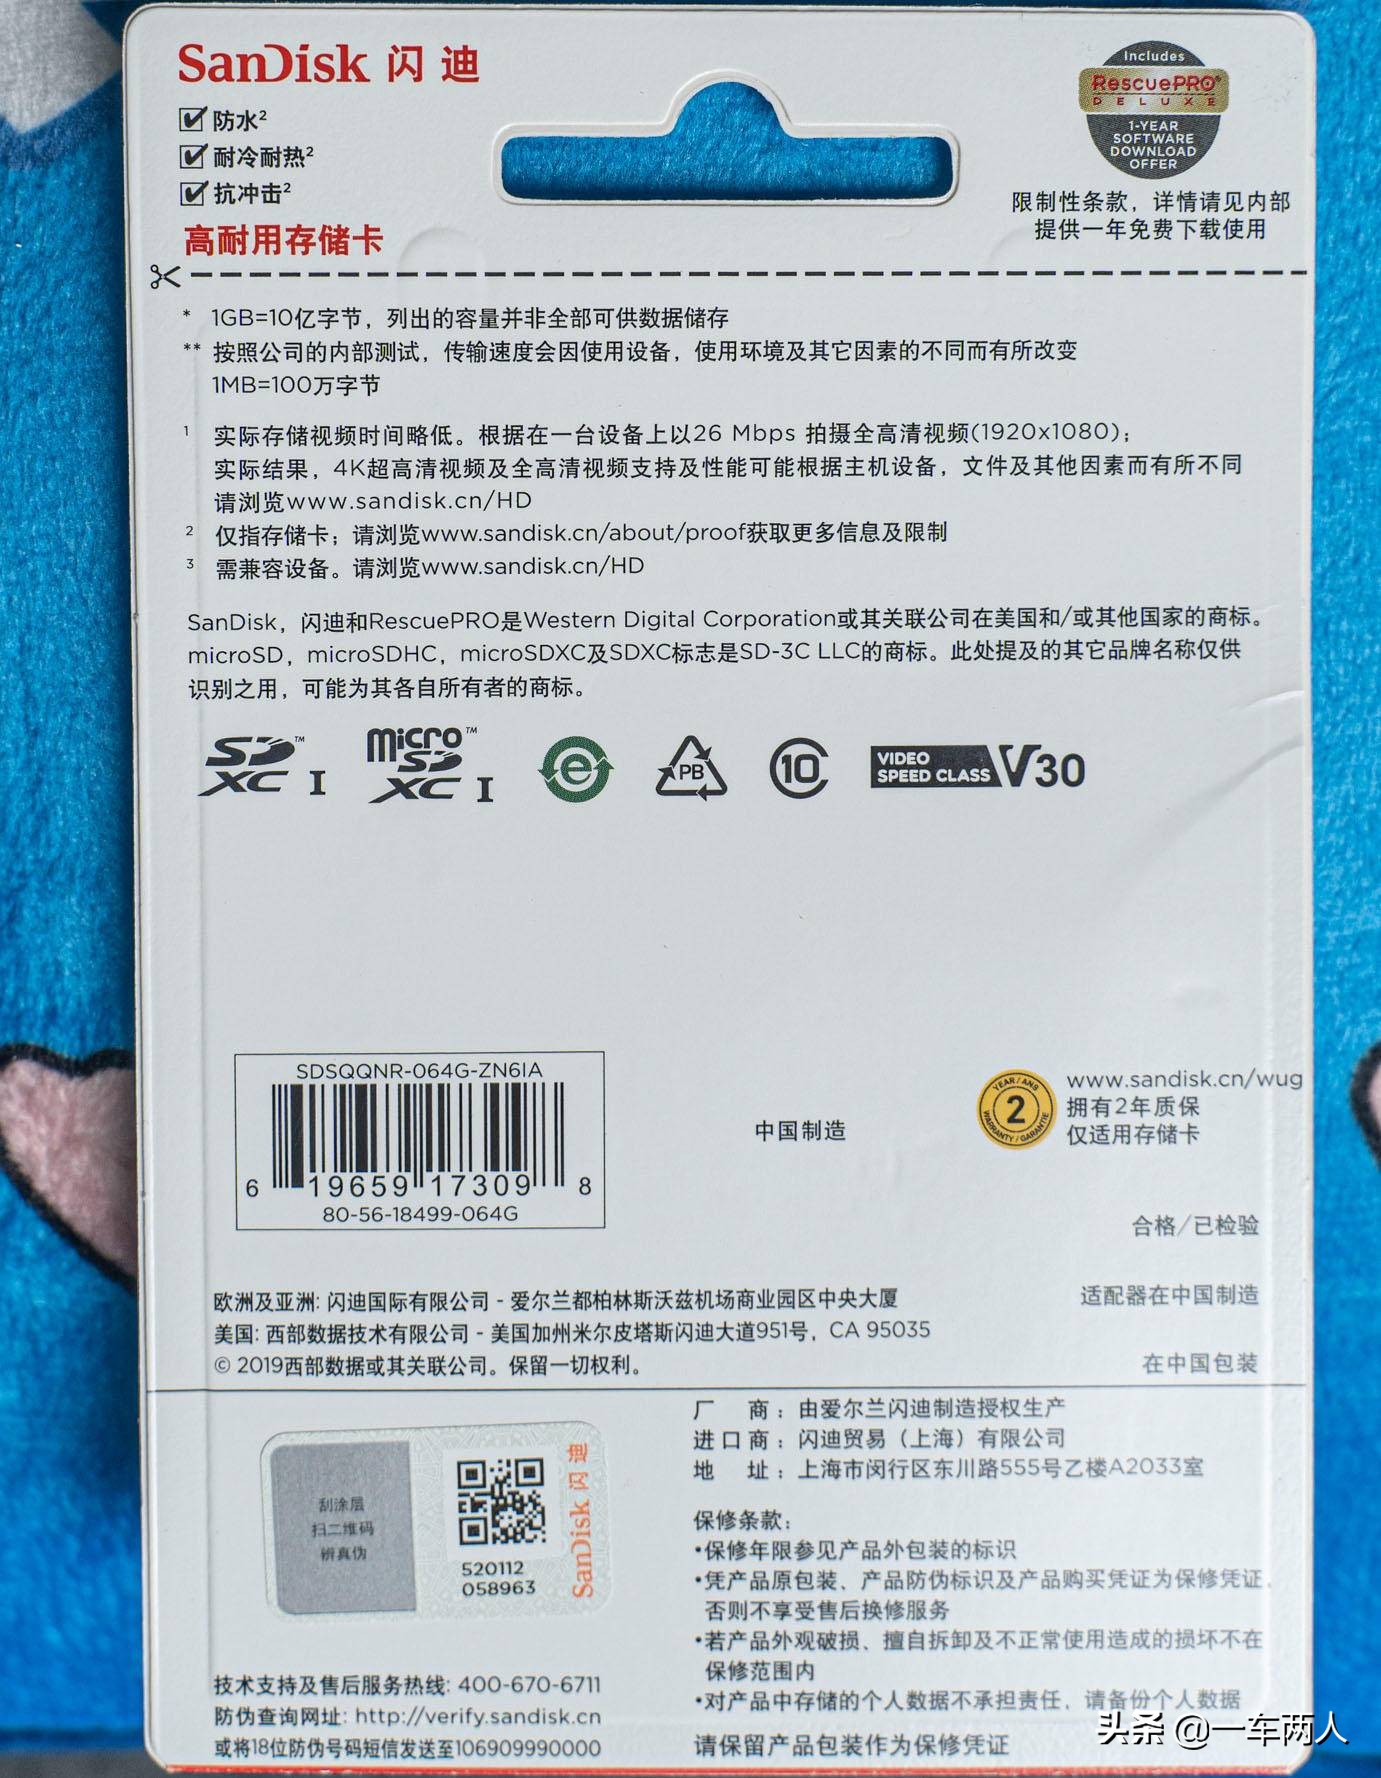 SanDisk 闪迪
防水²
耐冷耐热²
抗冲击²
高耐用存储卡
Includes
RescuePRO®
DELUXE
1-YEAR
SOFTWARE
DOWNLOAD
OFFER
限制性条款，详情请见内部
提供一年免费下载使用
* 1GB=10亿字节，列出的容量并非全部可供数据储存
** 按照公司的内部测试，传输速度会因使用设备，使用环境及其它因素的不同而有所改变
1MB=100万字节
1 实际存储视频时间略低。根据在一台设备上以26 Mbps 拍摄全高清视频(1920x1080)；
实际结果，4K超高清视频及全高清视频支持及性能可能根据主机设备，文件及其他因素而有所不同
请浏览www.sandisk.cn/HD
2 仅指存储卡；请浏览www.sandisk.cn/about/proof获取更多信息及限制
3 需兼容设备。请浏览www.sandisk.cn/HD
SanDisk，闪迪和RescuePRO是Western Digital Corporation或其关联公司在美国和/或其他国家的商标。
microSD，microSDHC，microSDXC及SDXC标志是SD-3C LLC的商标。此处提及的其它品牌名称仅供
识别之用，可能为其各自所有者的商标。
SD XC I™
micro SD XC I™
e
PB
10
VIDEO SPEED CLASS V30
SDSQQNR-064G-ZN6IA
6 19659 17309 8
80-56-18499-064G
中国制造
YEAR/ANS
2
WARRANTY/GARANTIE
www.sandisk.cn/wug
拥有2年质保
仅适用存储卡
合格/已检验
欧洲及亚洲: 闪迪国际有限公司 - 爱尔兰都柏林斯沃兹机场商业园区中央大厦
适配器在中国制造
美国: 西部数据技术有限公司 - 美国加州米尔皮塔斯闪迪大道951号，CA 95035
© 2019西部数据或其关联公司。保留一切权利。
在中国包装
刮涂层
扫二维码
辨真伪
520112
058963
SanDisk 闪迪
技术支持及售后服务热线: 400-670-6711
防伪查询网址: http://verify.sandisk.cn
或将18位防伪号码短信发送至106909990000
厂 商：由爱尔兰闪迪制造授权生产
进口商：闪迪贸易（上海）有限公司
地 址：上海市闵行区东川路555号乙楼A2033室
保修条款：
•保修年限参见产品外包装的标识
•凭产品原包装、产品防伪标识及产品购买凭证为保修凭证，
否则不享受售后换修服务
•若产品外观破损、擅自拆卸及不正常使用造成的损坏不在
保修范围内
•对产品中存储的个人数据不承担责任，请备份个人数据
请保留产品包装作为保修凭证
头条 @一车两人